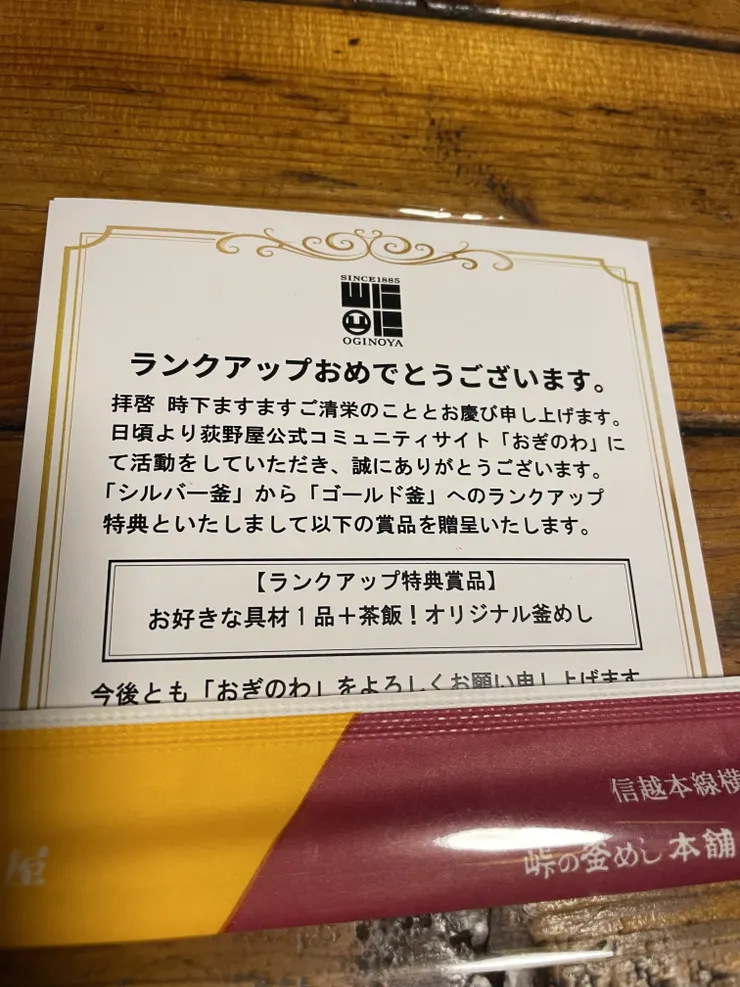 SINCE1885
OGINOYA
ランクアップおめでとうございます。
拝啓 時下ますますご清栄のこととお慶び申し上げます。
日頃より荻野屋公式コミュニティサイト「おぎのわ」に
て活動をしていただき、誠にありがとうございます。
「シルバー釜」から「ゴールド釜」へのランクアップ
特典といたしまして以下の賞品を贈呈いたします。
【ランクアップ特典賞品】
お好きな具材1品＋茶飯！オリジナル釜めし
今後とも「おぎのわ」をよろしくお願い申し上げます
信越本線横
峠の釜めし本舗
屋